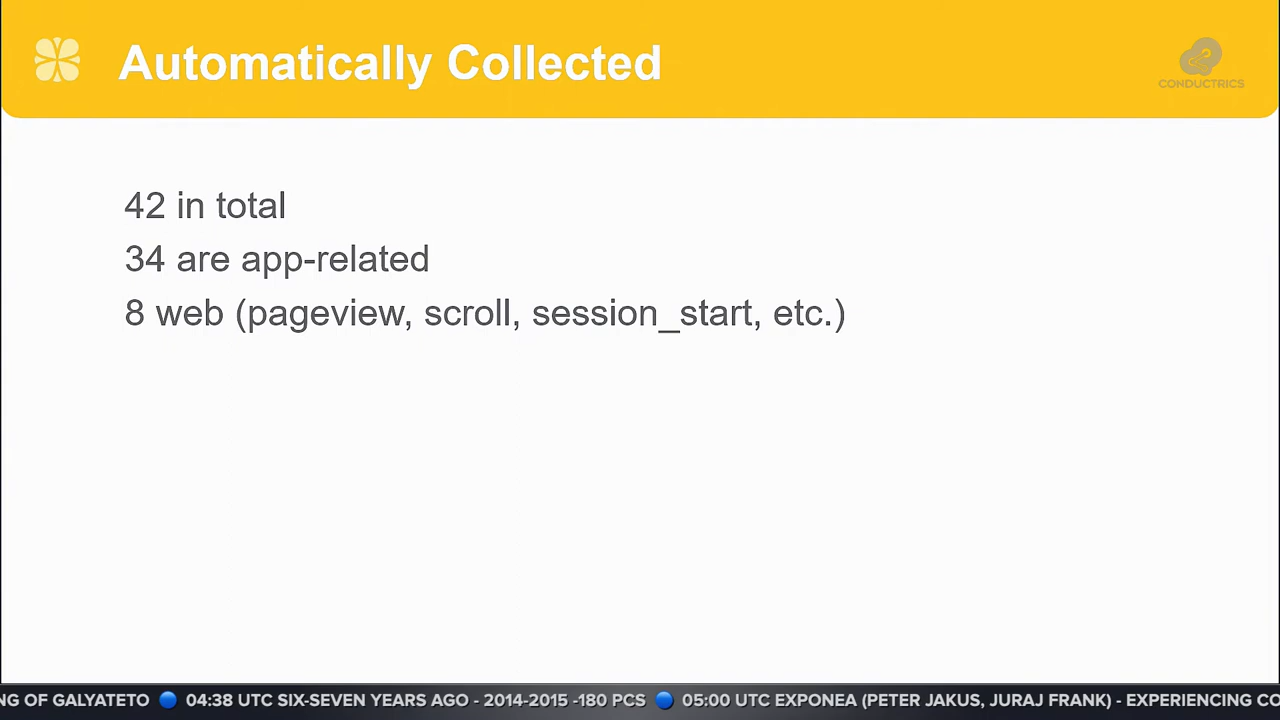 Automatically Collected
CONDUCTRICS
42 in total
34 are app-related
8 web (pageview, scroll, session_start, etc.)
NG OF GALYATETO 04:38 UTC SIX-SEVEN YEARS AGO - 2014-2015 -180 PCS 05:00 UTC EXPONEA (PETER JAKUS, JURAJ FRANK) - EXPERIENCING CO